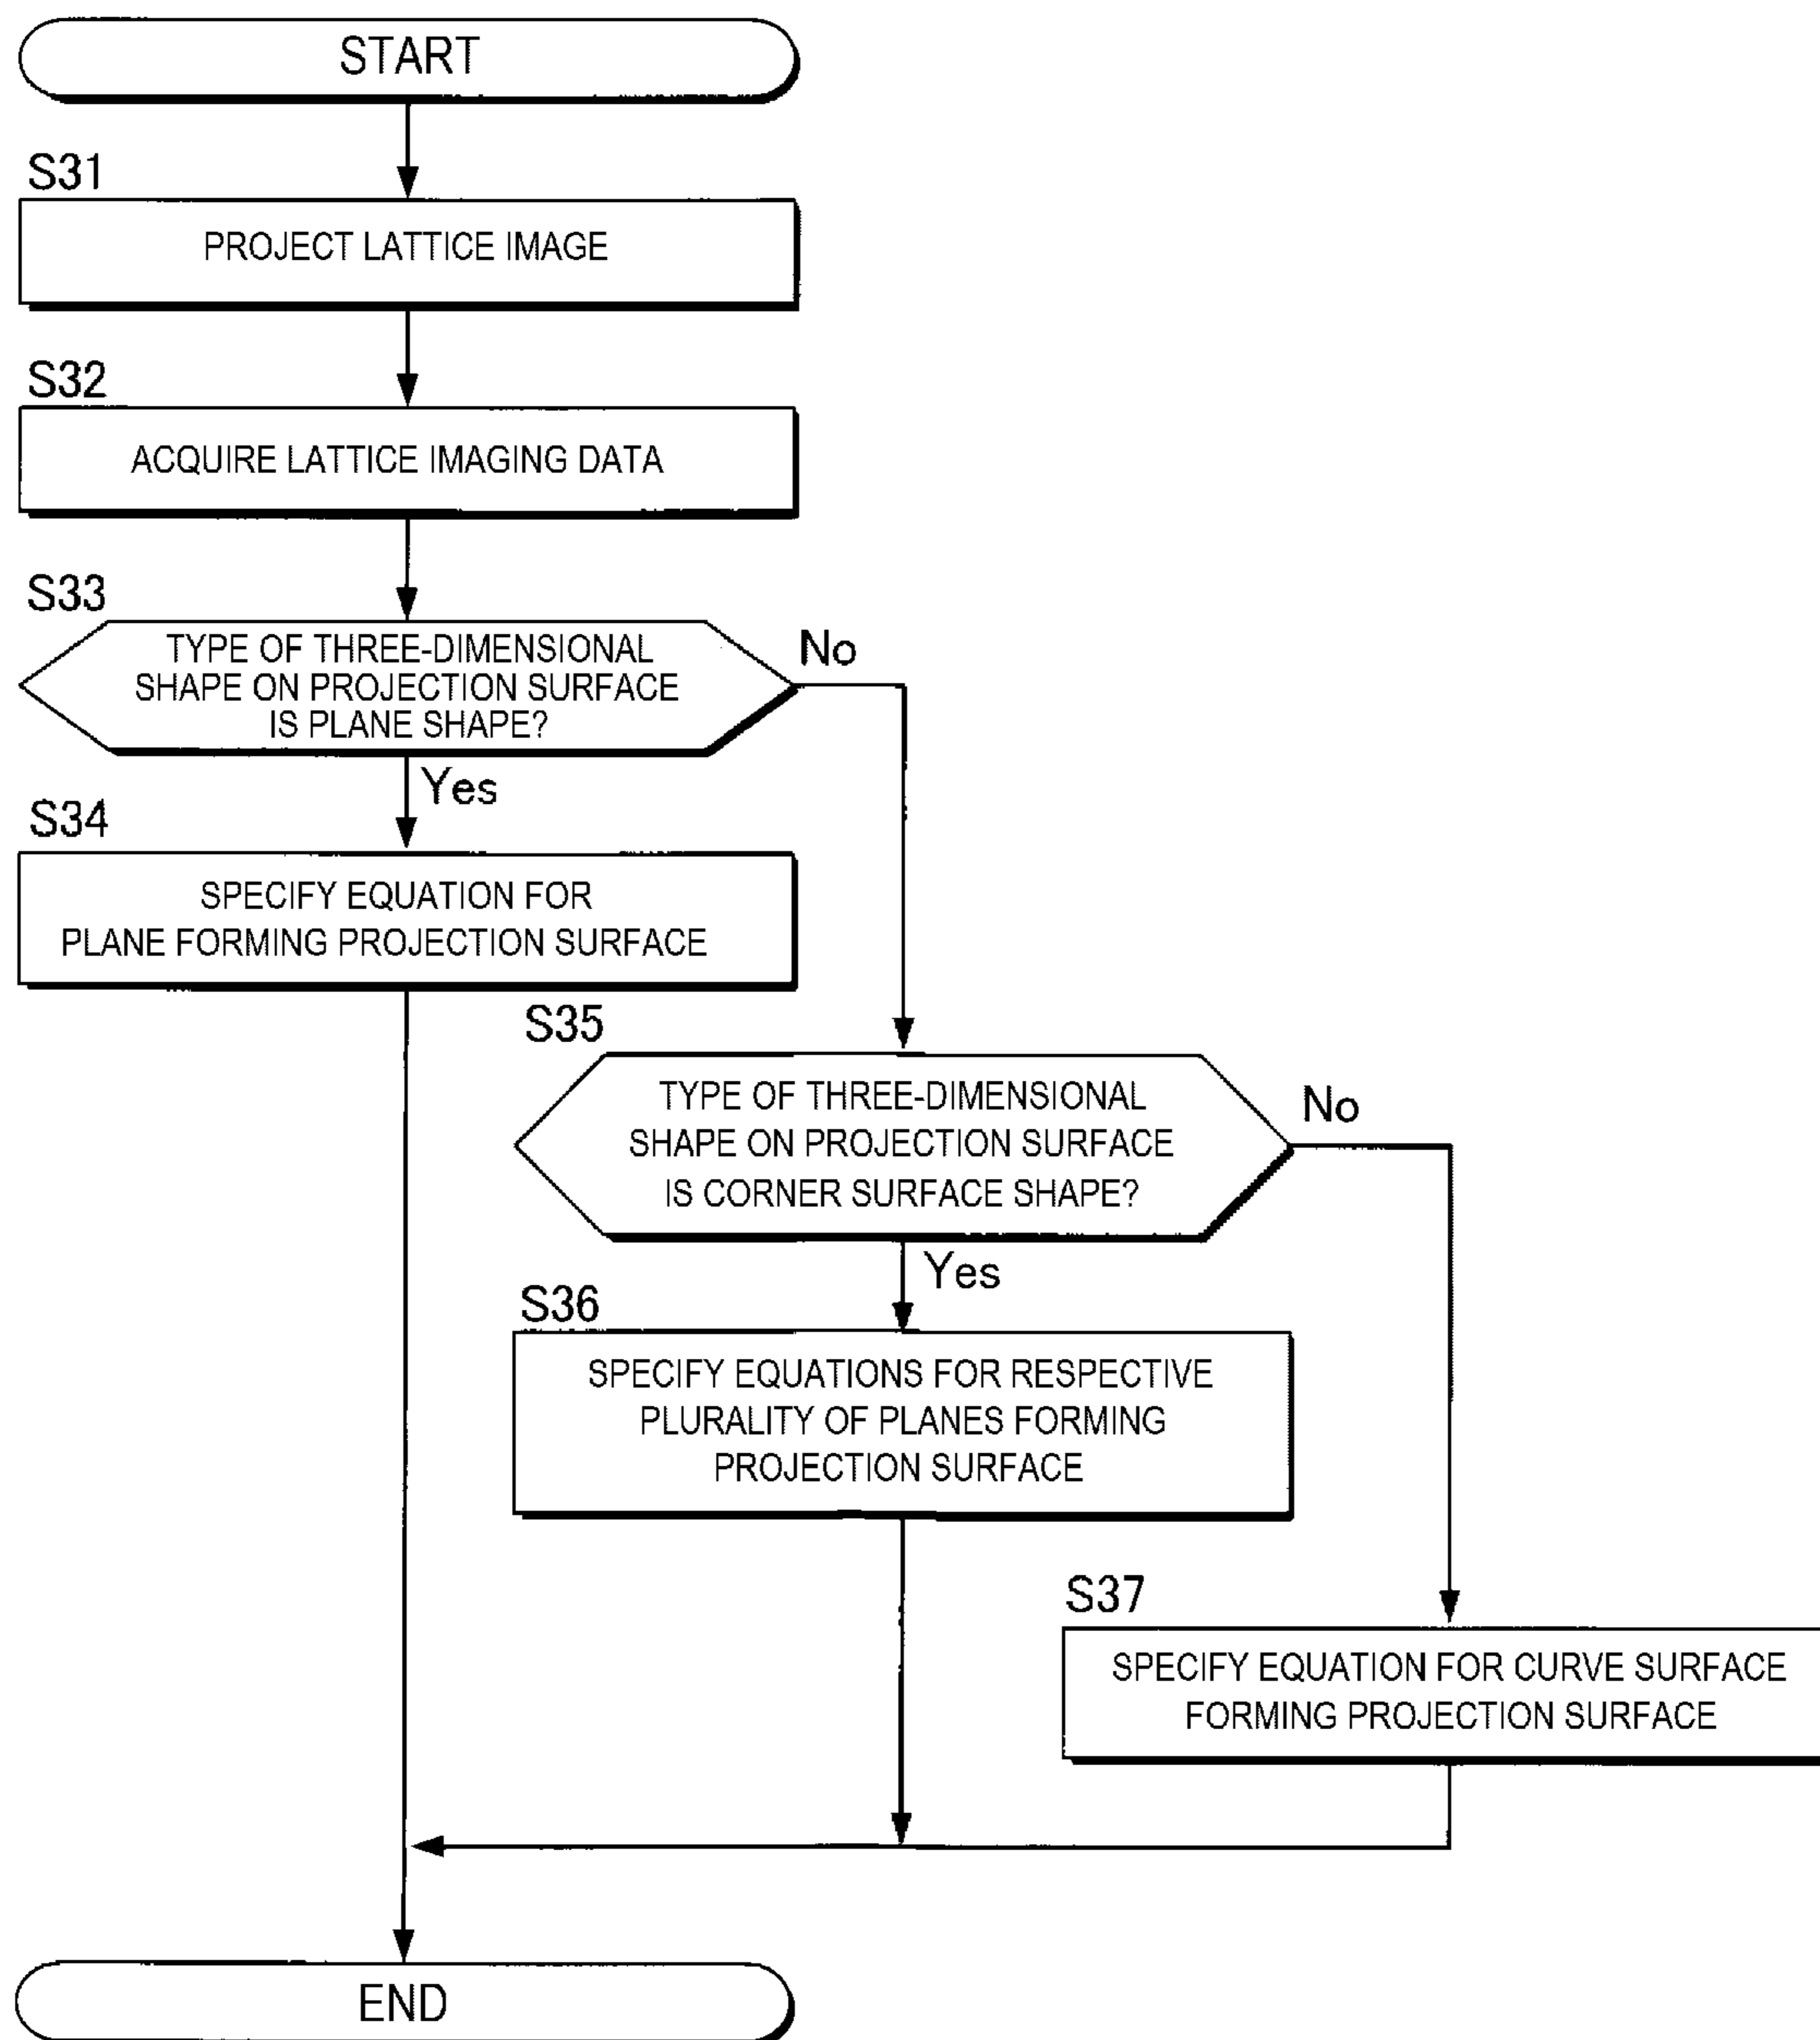 START
S31
PROJECT LATTICE IMAGE
S32
ACQUIRE LATTICE IMAGING DATA
S33
TYPE OF THREE-DIMENSIONAL
SHAPE ON PROJECTION SURFACE
IS PLANE SHAPE?
No
Yes
S34
SPECIFY EQUATION FOR
PLANE FORMING PROJECTION SURFACE
S35
TYPE OF THREE-DIMENSIONAL
SHAPE ON PROJECTION SURFACE
IS CORNER SURFACE SHAPE?
No
Yes
S36
SPECIFY EQUATIONS FOR RESPECTIVE
PLURALITY OF PLANES FORMING
PROJECTION SURFACE
S37
SPECIFY EQUATION FOR CURVE SURFACE
FORMING PROJECTION SURFACE
END